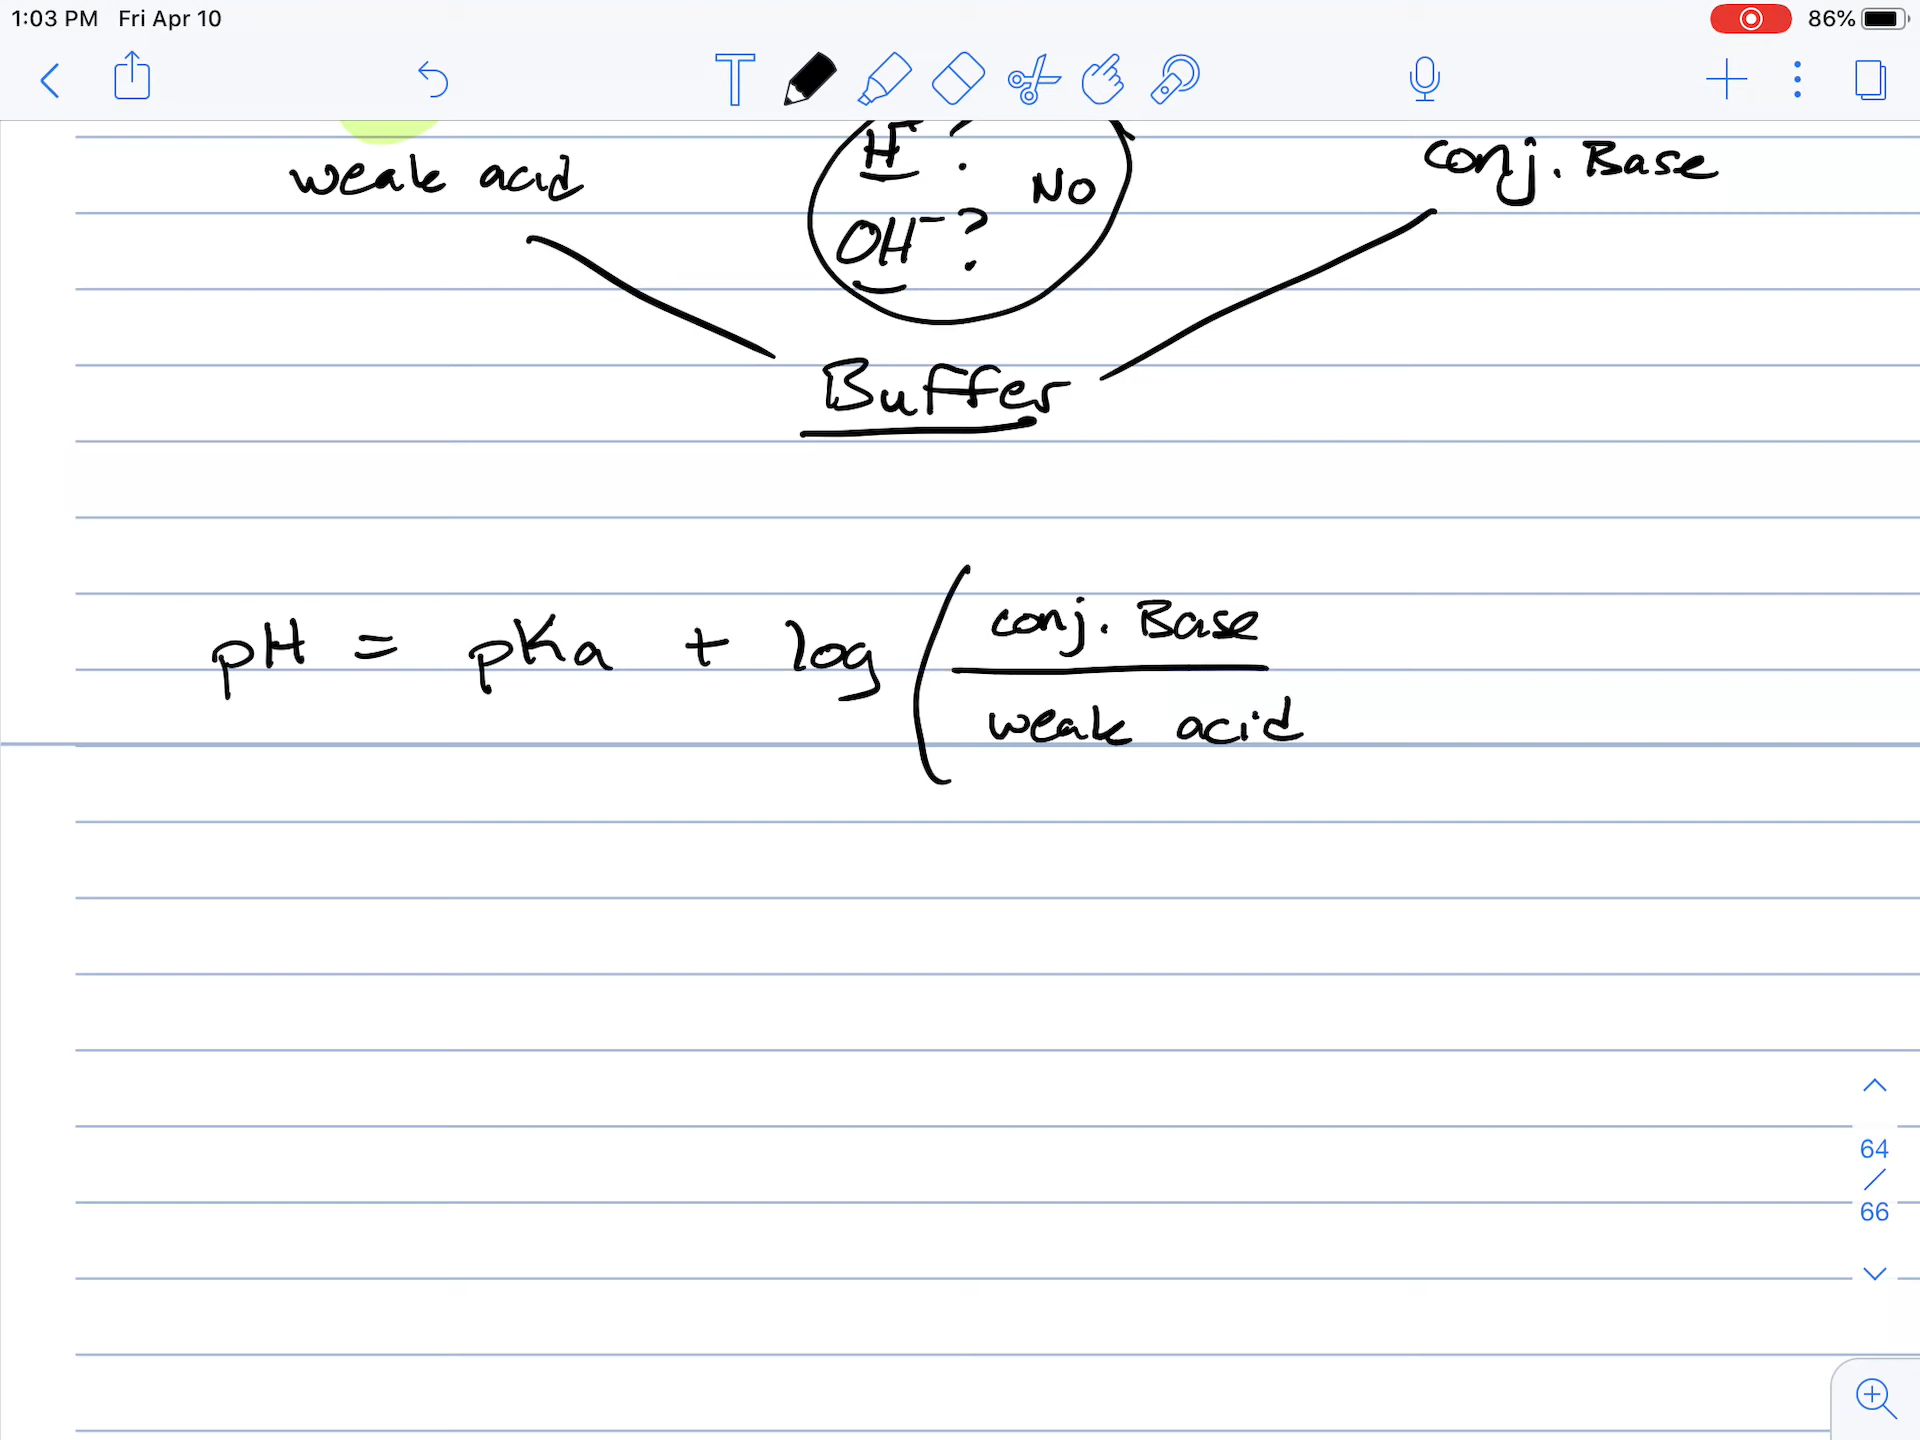 1:03 PM Fri Apr 10 86%
T
weak acid
H ?
NO
OH⁻ ?
conj. Base
Buffer
pH = pKa + log ( conj. Base
weak acid
64
/
66